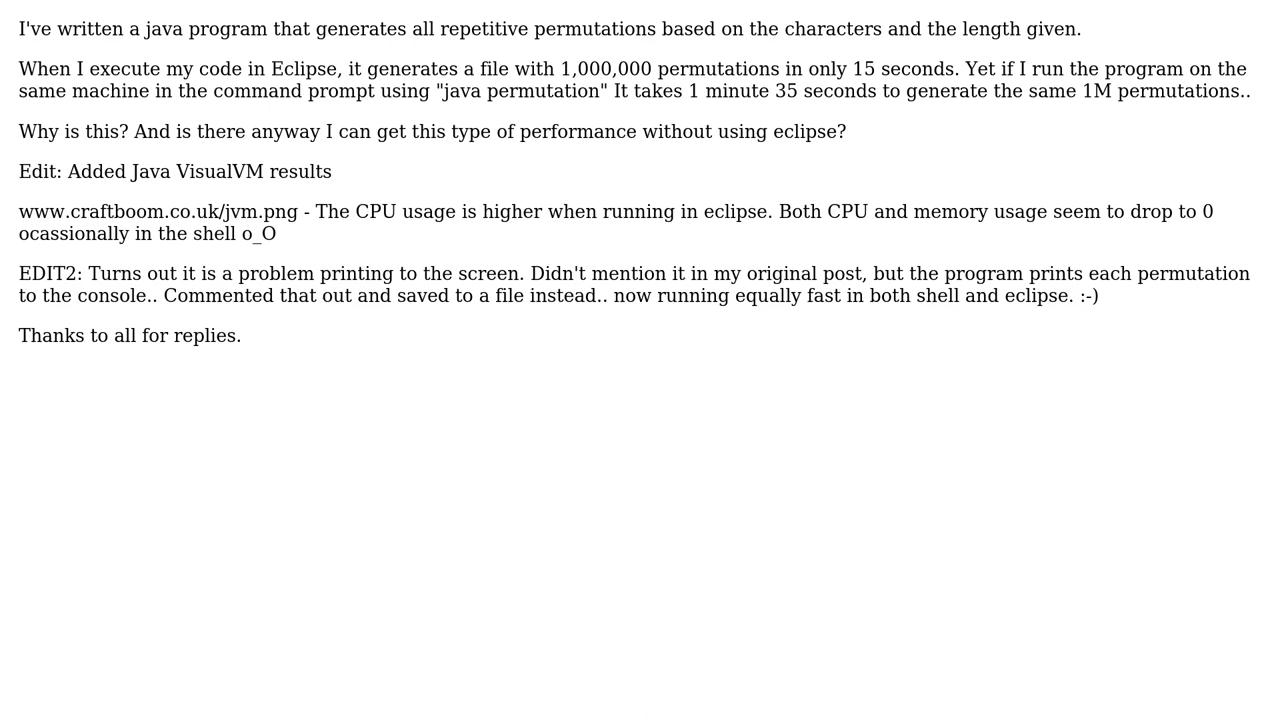 I've written a java program that generates all repetitive permutations based on the characters and the length given.
When I execute my code in Eclipse, it generates a file with 1,000,000 permutations in only 15 seconds. Yet if I run the program on the
same machine in the command prompt using "java permutation" It takes 1 minute 35 seconds to generate the same 1M permutations..
Why is this? And is there anyway I can get this type of performance without using eclipse?
Edit: Added Java VisualVM results
www.craftboom.co.uk/jvm.png - The CPU usage is higher when running in eclipse. Both CPU and memory usage seem to drop to 0
ocassionally in the shell o_O
EDIT2: Turns out it is a problem printing to the screen. Didn't mention it in my original post, but the program prints each permutation
to the console.. Commented that out and saved to a file instead.. now running equally fast in both shell and eclipse. :-)
Thanks to all for replies.